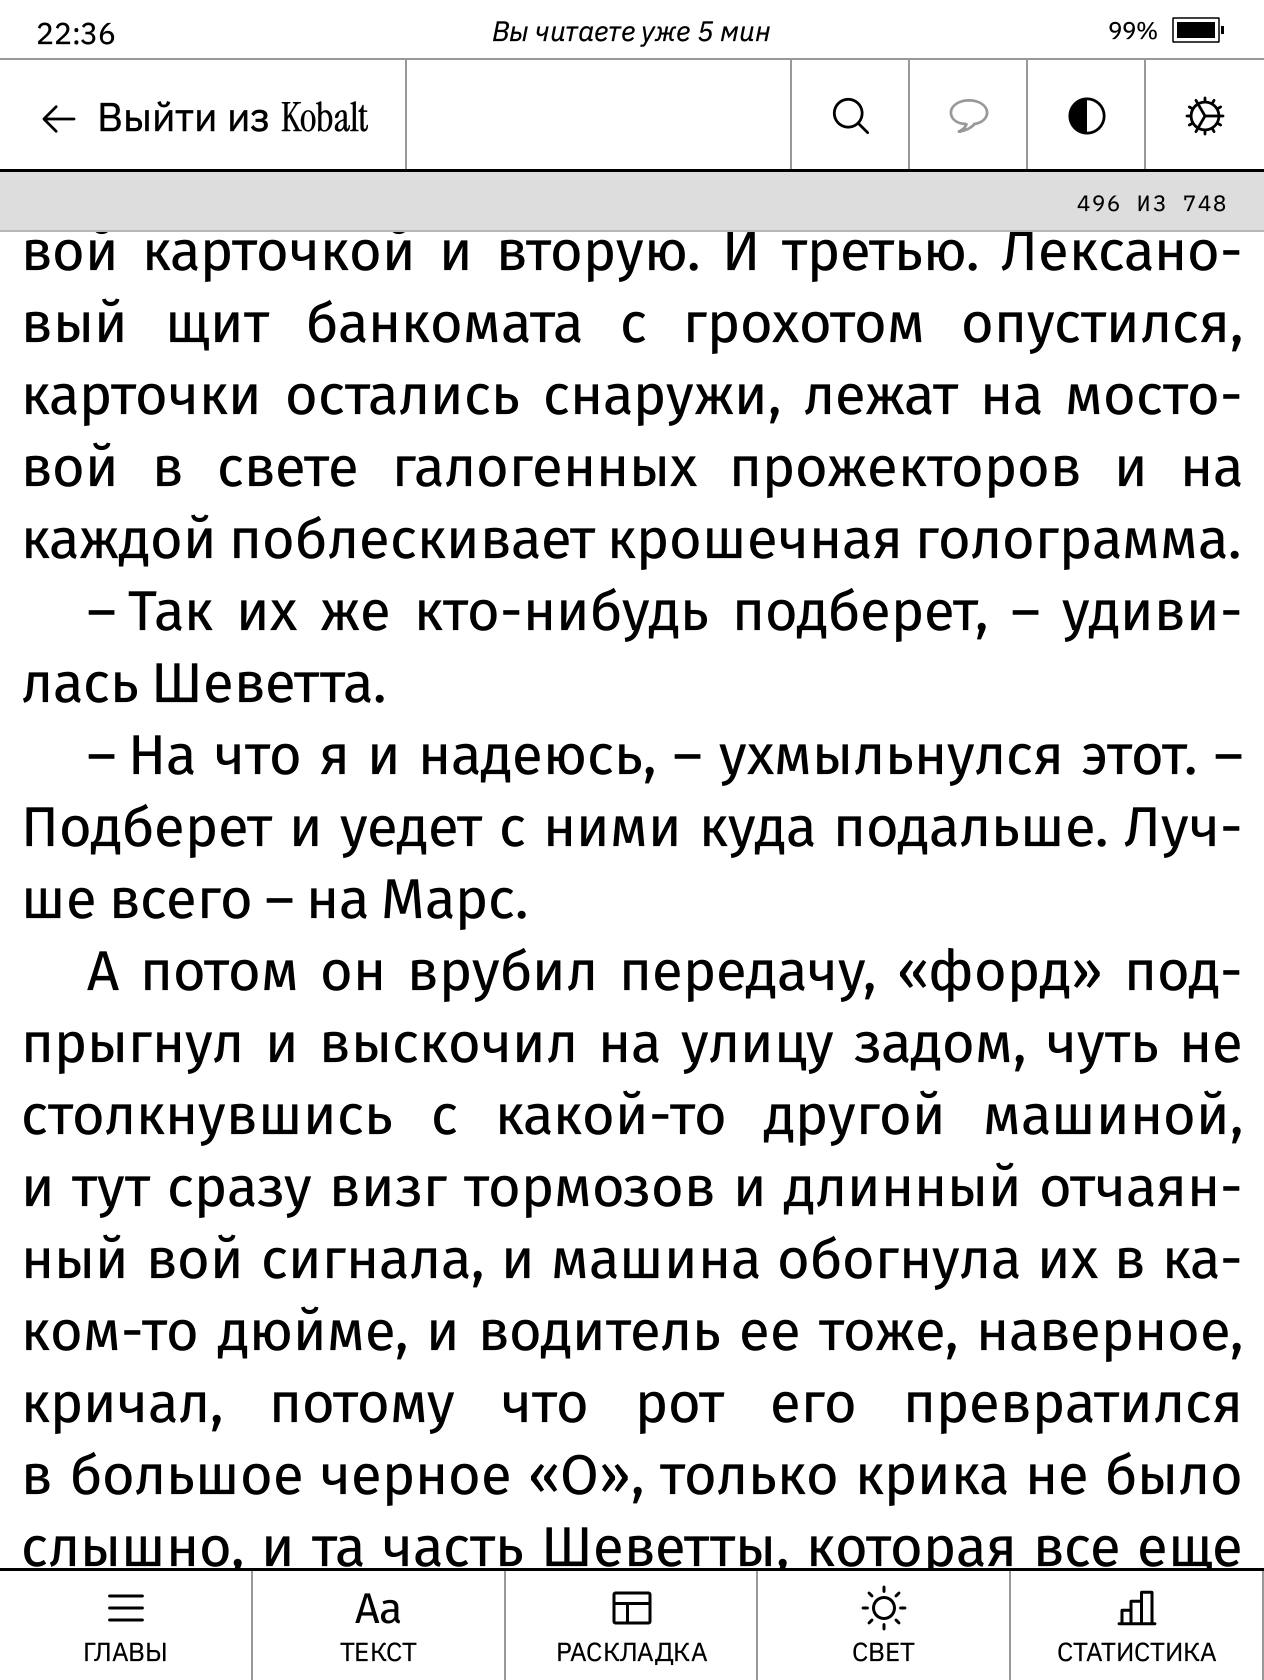 22:36
Вы читаете уже 5 мин
99%
Выйти из Kobalt
496 ИЗ 748
вой карточкой и вторую. И третью. Лексано-
вый щит банкомата с грохотом опустился,
карточки остались снаружи, лежат на мосто-
вой в свете галогенных прожекторов и на
каждой поблескивает крошечная голограмма.
– Так их же кто-нибудь подберет, – удиви-
лась Шеветта.
– На что я и надеюсь, – ухмыльнулся этот. –
Подберет и уедет с ними куда подальше. Луч-
ше всего – на Марс.
А потом он врубил передачу, «форд» под-
прыгнул и выскочил на улицу задом, чуть не
столкнувшись с какой-то другой машиной,
и тут сразу визг тормозов и длинный отчаян-
ный вой сигнала, и машина обогнула их в ка-
ком-то дюйме, и водитель ее тоже, наверное,
кричал, потому что рот его превратился
в большое черное «О», только крика не было
слышно, и та часть Шеветты, которая все еще
ГЛАВЫ
Aa
ТЕКСТ
РАСКЛАДКА
СВЕТ
СТАТИСТИКА